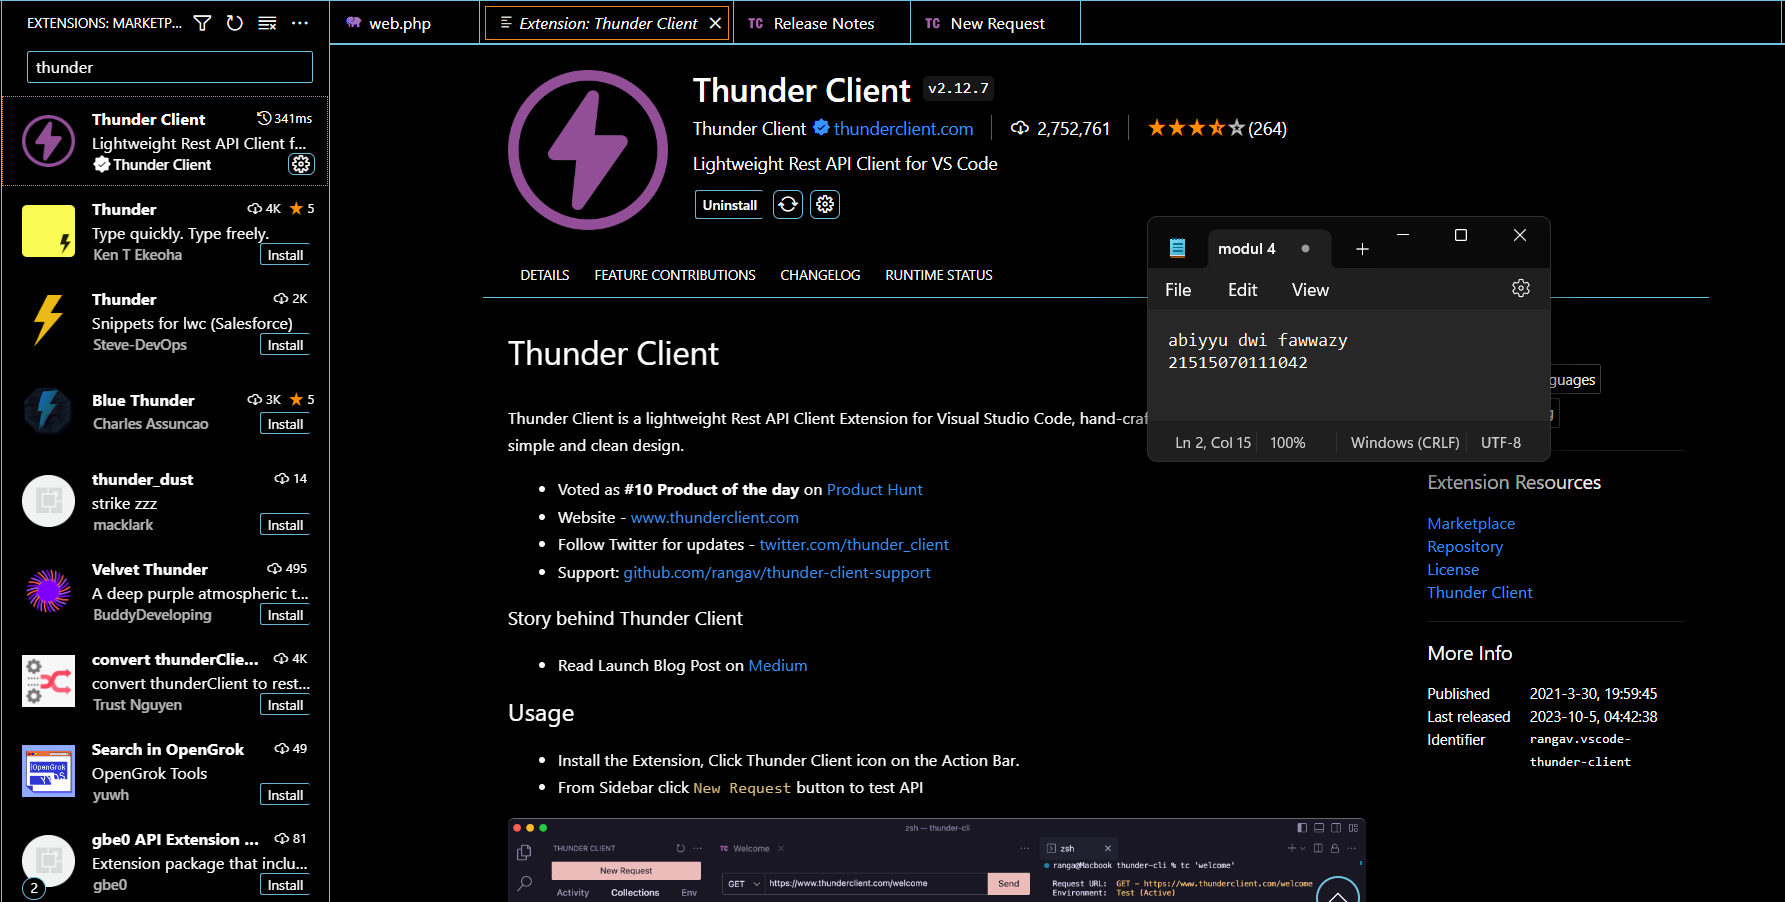 EXTENSIONS: MARKETP...
thunder
Thunder Client
341ms
Lightweight Rest API Client f...
Thunder Client
Thunder
4K
5
Type quickly. Type freely.
Ken T Ekeoha
Install
Thunder
2K
Snippets for lwc (Salesforce)
Steve-DevOps
Install
Blue Thunder
3K
5
Charles Assuncao
Install
thunder_dust
14
strike zzz
macklark
Install
Velvet Thunder
495
A deep purple atmospheric t...
BuddyDeveloping
Install
convert thunderClie...
4K
convert thunderClient to rest...
Trust Nguyen
Install
Search in OpenGrok
49
OpenGrok Tools
yuwh
Install
gbe0 API Extension ...
81
Extension package that inclu...
gbe0
Install
2
web.php
Extension: Thunder Client
TC Release Notes
TC New Request
Thunder Client v2.12.7
Thunder Client thunderclient.com 2,752,761 (264)
Lightweight Rest API Client for VS Code
Uninstall
DETAILS FEATURE CONTRIBUTIONS CHANGELOG RUNTIME STATUS
Thunder Client
Thunder Client is a lightweight Rest API Client Extension for Visual Studio Code, hand-craf
simple and clean design.
• Voted as #10 Product of the day on Product Hunt
• Website - www.thunderclient.com
• Follow Twitter for updates - twitter.com/thunder_client
• Support: github.com/rangav/thunder-client-support
Story behind Thunder Client
• Read Launch Blog Post on Medium
Usage
• Install the Extension, Click Thunder Client icon on the Action Bar.
• From Sidebar click New Request button to test API
zsh — thunder-cli
THUNDER CLIENT
New Request
Activity Collections Env
TC Welcome
GET https://www.thunderclient.com/welcome Send
zsh
ranga@Macbook thunder-cli % tc 'welcome'
Request URL: GET - https://www.thunderclient.com/welcome
Environment: Test (Active)
modul 4
File Edit View
abiyyu dwi fawwazy
21515070111042
Ln 2, Col 15 100% Windows (CRLF) UTF-8
guages
g
Extension Resources
Marketplace
Repository
License
Thunder Client
More Info
Published 2021-3-30, 19:59:45
Last released 2023-10-5, 04:42:38
Identifier rangav.vscode-
thunder-client